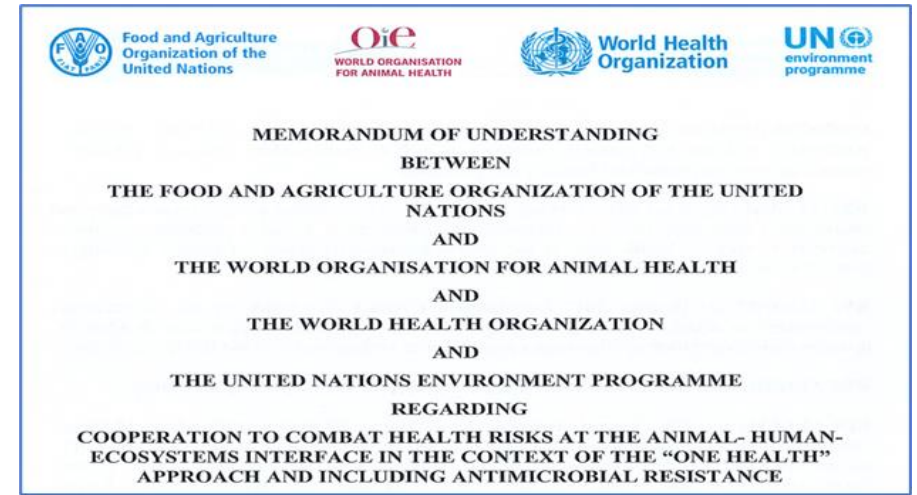 Food and Agriculture
Organization of the
United Nations
FAO
FIAT PANIS
Oie
WORLD ORGANISATION
FOR ANIMAL HEALTH
World Health
Organization
UN
environment
programme
MEMORANDUM OF UNDERSTANDING
BETWEEN
THE FOOD AND AGRICULTURE ORGANIZATION OF THE UNITED
NATIONS
AND
THE WORLD ORGANISATION FOR ANIMAL HEALTH
AND
THE WORLD HEALTH ORGANIZATION
AND
THE UNITED NATIONS ENVIRONMENT PROGRAMME
REGARDING
COOPERATION TO COMBAT HEALTH RISKS AT THE ANIMAL- HUMAN-
ECOSYSTEMS INTERFACE IN THE CONTEXT OF THE “ONE HEALTH”
APPROACH AND INCLUDING ANTIMICROBIAL RESISTANCE